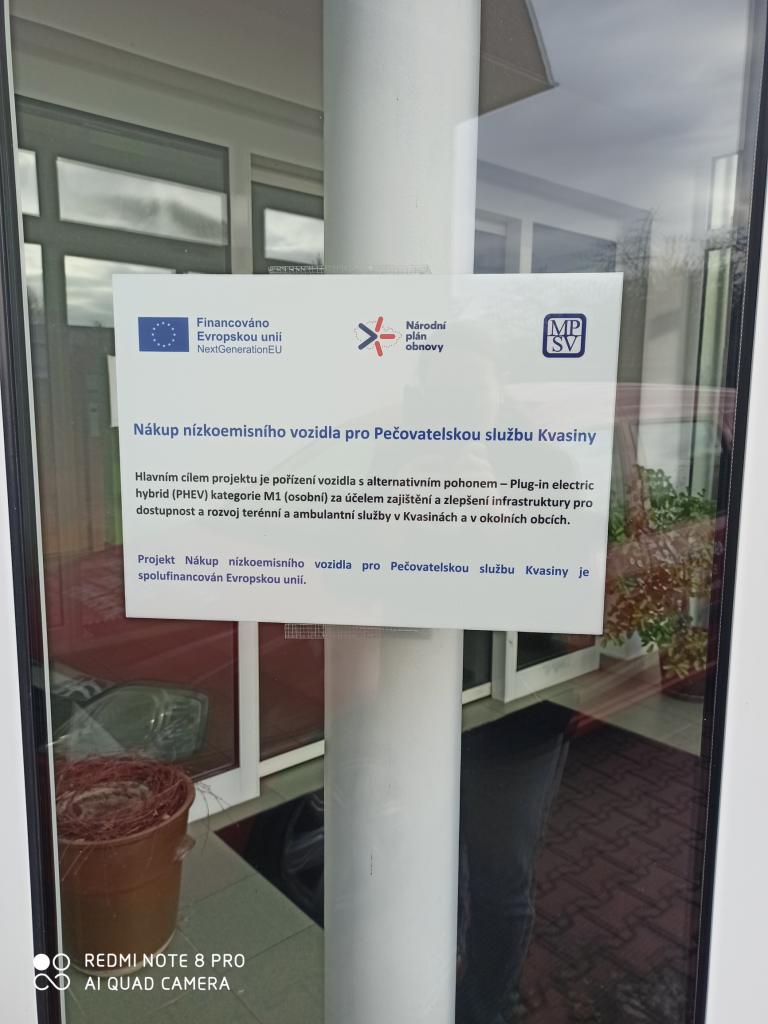 Financováno
Evropskou unií
NextGenerationEU
Národní
plán
obnovy
MP
SV
Nákup nízkoemisního vozidla pro Pečovatelskou službu Kvasiny
Hlavním cílem projektu je pořízení vozidla s alternativním pohonem – Plug-in electric
hybrid (PHEV) kategorie M1 (osobní) za účelem zajištění a zlepšení infrastruktury pro
dostupnost a rozvoj terénní a ambulantní služby v Kvasinách a v okolních obcích.
Projekt Nákup nízkoemisního vozidla pro Pečovatelskou službu Kvasiny je
spolufinancován Evropskou unií.
REDMI NOTE 8 PRO
AI QUAD CAMERA